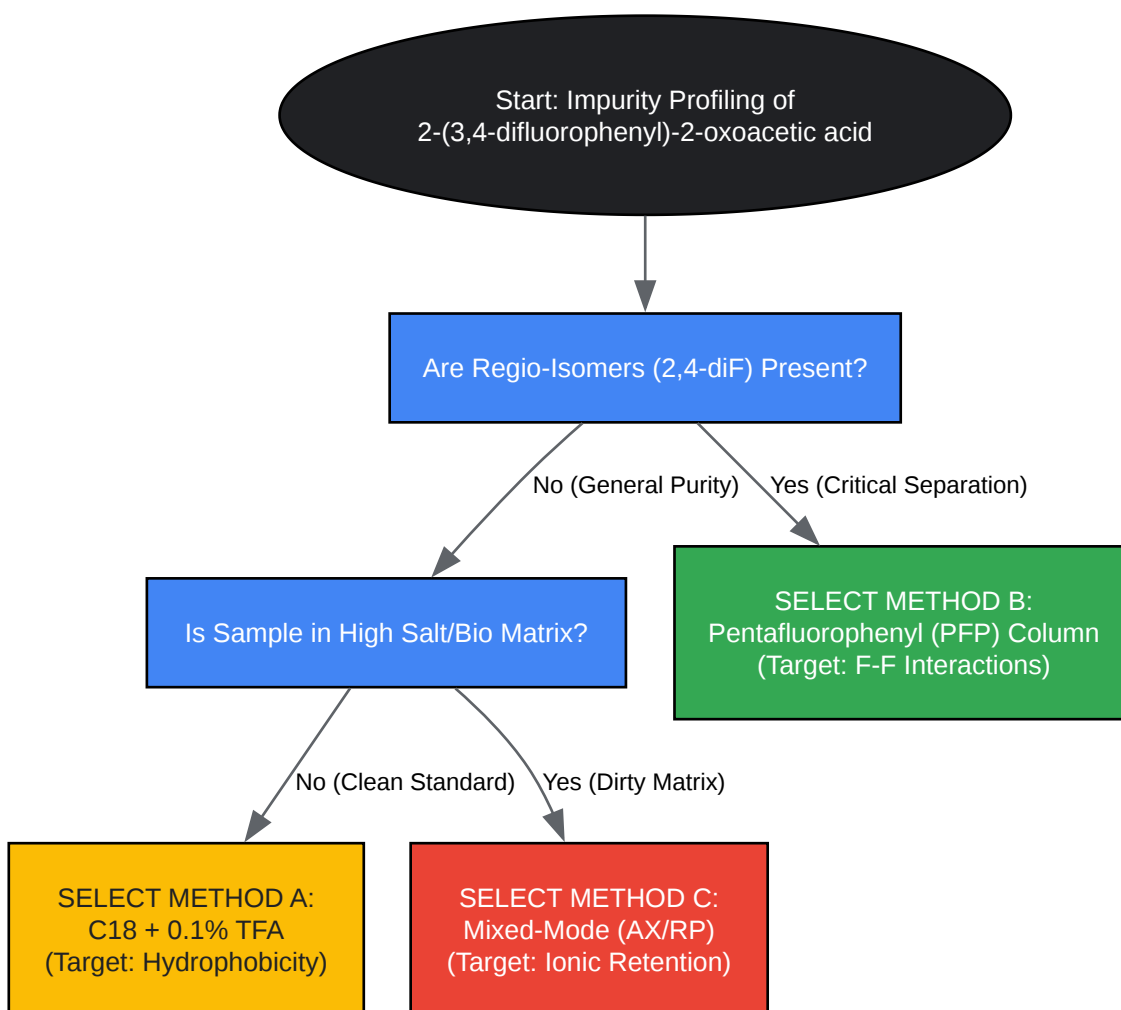 Start: Impurity Profiling of
2-(3,4-difluorophenyl)-2-oxoacetic acid
Are Regio-Isomers (2,4-diF) Present?
No (General Purity)
Yes (Critical Separation)
Is Sample in High Salt/Bio Matrix?
SELECT METHOD B:
Pentafluorophenyl (PFP) Column
(Target: F-F Interactions)
No (Clean Standard)
Yes (Dirty Matrix)
SELECT METHOD A:
C18 + 0.1% TFA
(Target: Hydrophobicity)
SELECT METHOD C:
Mixed-Mode (AX/RP)
(Target: Ionic Retention)